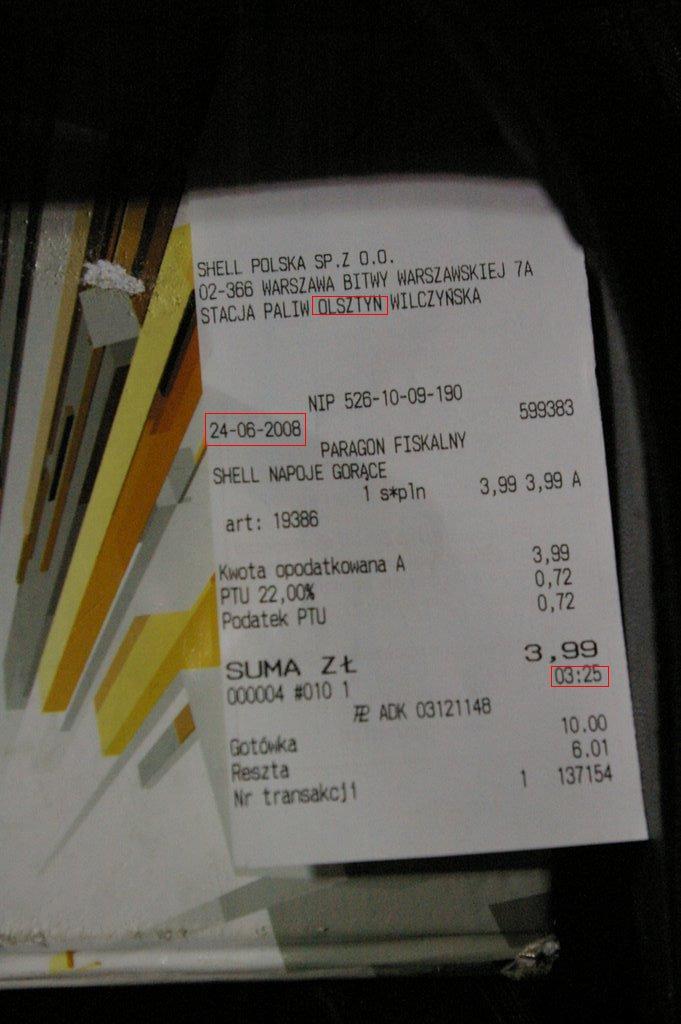 SHELL POLSKA SP.Z O.O.
02-366 WARSZAWA BITWY WARSZAWSKIEJ 7A
STACJA PALIW OLSZTYN WILCZYŃSKA
NIP 526-10-09-190
24-06-2008 599383
PARAGON FISKALNY
SHELL NAPOJE GORĄCE
1 s*pln 3,99 3,99 A
art: 19386
Kwota opodatkowana A 3,99
PTU 22,00% 0,72
Podatek PTU 0,72
SUMA ZŁ 3,99
000004 #010 1 03:25
ADK 03121148
Gotówka 10.00
Reszta 6.01
Nr transakcji 1 137154